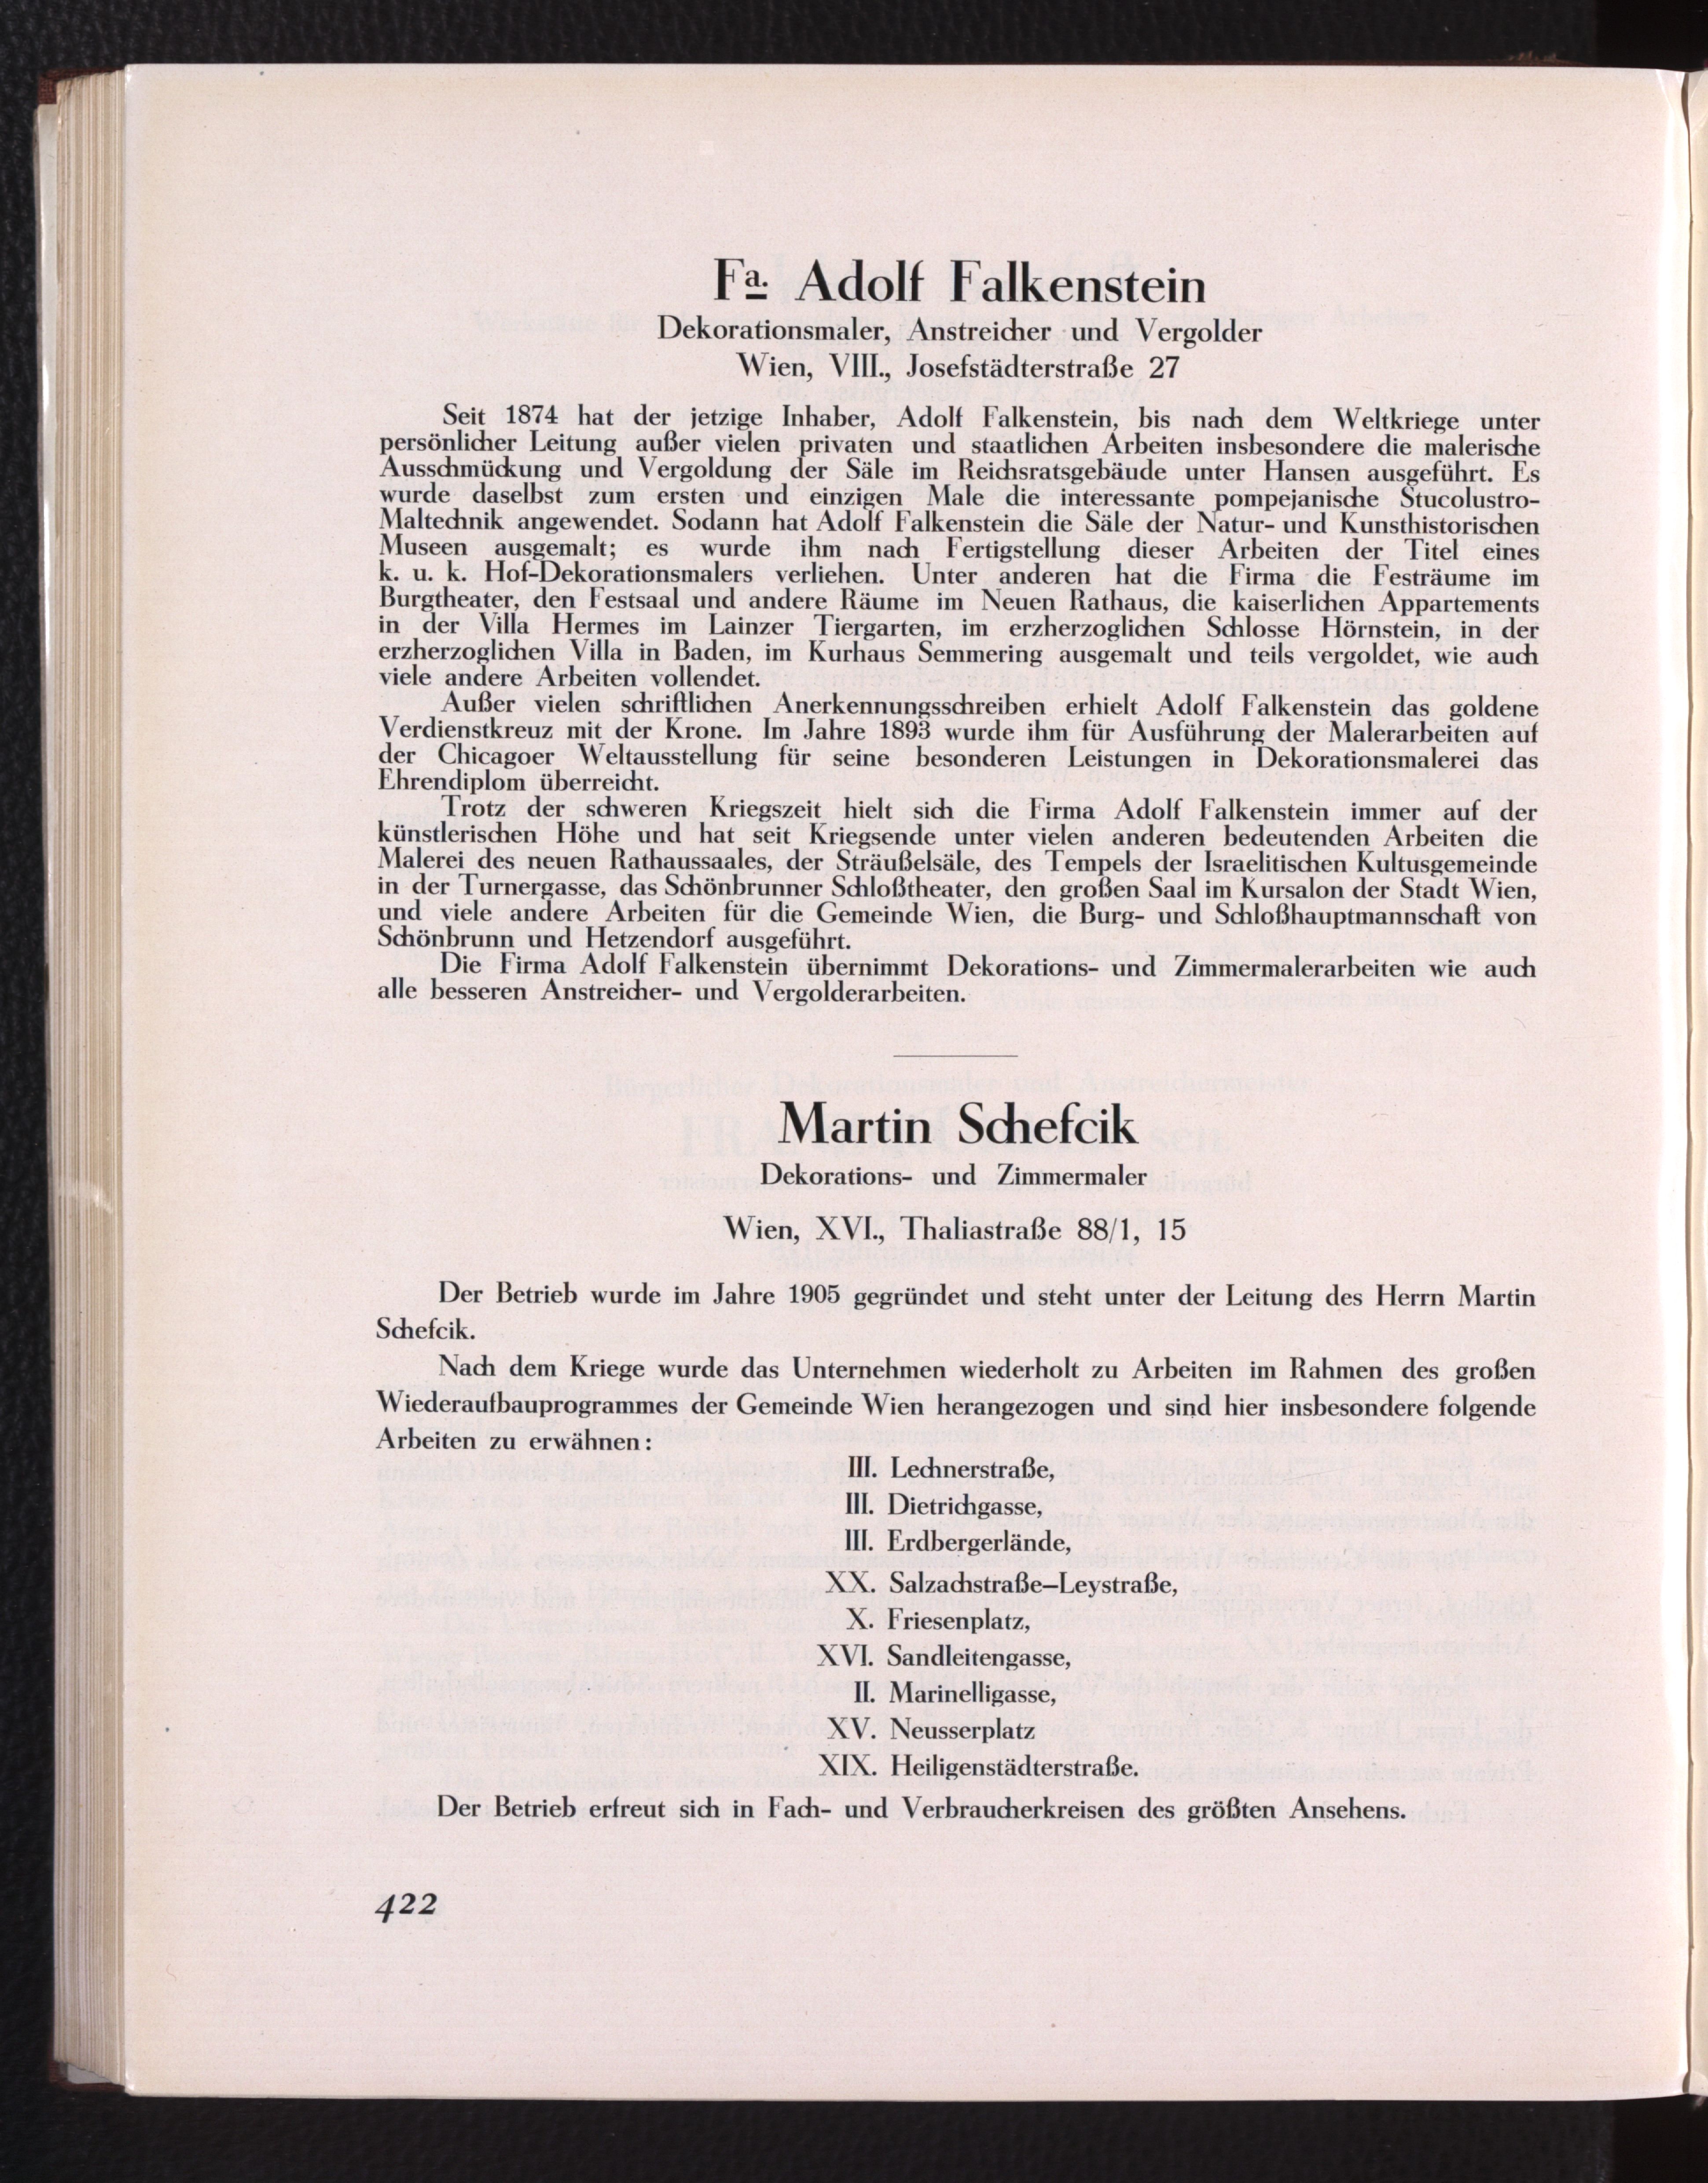 Fa. Adolf Falkenstein
Dekorationsmaler, Anstreicher und Vergolder
Wien, VIII., Josefstädterstraße 27
Seit 1874 hat der jetzige Inhaber, Adolf Falkenstein, bis nach dem Weltkriege unter
persönlicher Leitung außer vielen privaten und staatlichen Arbeiten insbesondere die malerische
Ausschmückung und Vergoldung der Säle im Reichsratsgebäude unter Hansen ausgeführt. Es
wurde daselbst zum ersten und einzigen Male die interessante pompejanische Stucolustro-
Maltechnik angewendet. Sodann hat Adolf Falkenstein die Säle der Natur- und Kunsthistorischen
Museen ausgemalt; es wurde ihm nach Fertigstellung dieser Arbeiten der Titel eines
k. u. k. Hof-Dekorationsmalers verliehen. Unter anderen hat die Firma die Festräume im
Burgtheater, den Festsaal und andere Räume im Neuen Rathaus, die kaiserlichen Appartements
in der Villa Hermes im Lainzer Tiergarten, im erzherzoglichen Schlosse Hörnstein, in der
erzherzoglichen Villa in Baden, im Kurhaus Semmering ausgemalt und teils vergoldet, wie auch
viele andere Arbeiten vollendet.
Außer vielen schriftlichen Anerkennungsschreiben erhielt Adolf Falkenstein das goldene
Verdienstkreuz mit der Krone. Im Jahre 1893 wurde ihm für Ausführung der Malerarbeiten auf
der Chicagoer Weltausstellung für seine besonderen Leistungen in Dekorationsmalerei das
Ehrendiplom überreicht.
Trotz der schweren Kriegszeit hielt sich die Firma Adolf Falkenstein immer auf der
künstlerischen Höhe und hat seit Kriegsende unter vielen anderen bedeutenden Arbeiten die
Malerei des neuen Rathaussaales, der Sträußelsäle, des Tempels der Israelitischen Kultusgemeinde
in der Turnergasse, das Schönbrunner Schloßtheater, den großen Saal im Kursalon der Stadt Wien,
und viele andere Arbeiten für die Gemeinde Wien, die Burg- und Schloßhauptmannschaft von
Schönbrunn und Hetzendorf ausgeführt.
Die Firma Adolf Falkenstein übernimmt Dekorations- und Zimmermalerarbeiten wie auch
alle besseren Anstreicher- und Vergolderarbeiten.
Martin Schefcik
Dekorations- und Zimmermaler
Wien, XVI., Thaliastraße 88/1, 15
Der Betrieb wurde im Jahre 1905 gegründet und steht unter der Leitung des Herrn Martin
Schefcik.
Nach dem Kriege wurde das Unternehmen wiederholt zu Arbeiten im Rahmen des großen
Wiederaufbauprogrammes der Gemeinde Wien herangezogen und sind hier insbesondere folgende
Arbeiten zu erwähnen:
III. Lechnerstraße,
III. Dietrichgasse,
III. Erdbergerlände,
XX. Salzachstraße–Leystraße,
X. Friesenplatz,
XVI. Sandleitengasse,
II. Marinelligasse,
XV. Neusserplatz
XIX. Heiligenstädterstraße.
Der Betrieb erfreut sich in Fach- und Verbraucherkreisen des größten Ansehens.
422